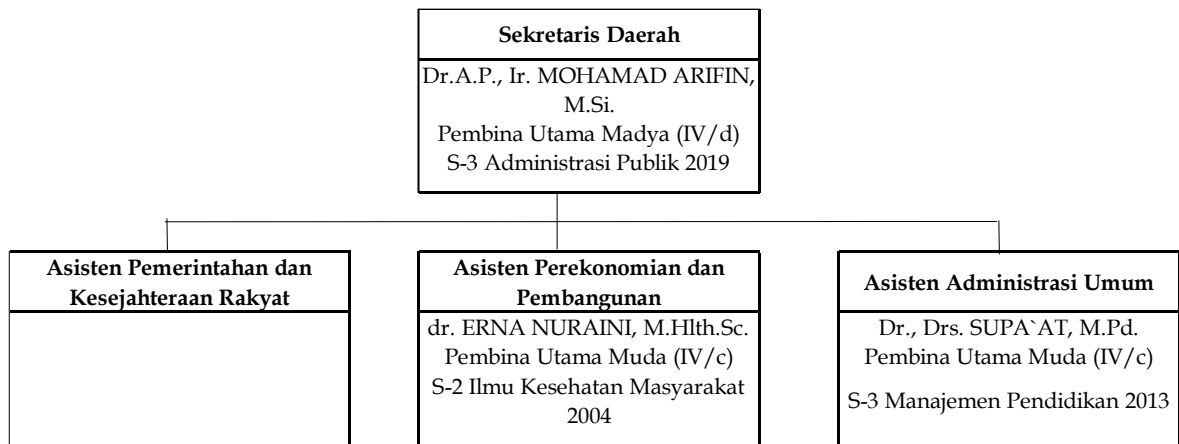 Sekretaris Daerah
Dr.A.P., Ir. MOHAMAD ARIFIN,
M.Si.
Pembina Utama Madya (IV/d)
S-3 Administrasi Publik 2019
Asisten Pemerintahan dan
Kesejahteraan Rakyat
Asisten Perekonomian dan
Pembangunan
dr. ERNA NURAINI, M.Hlth.Sc.
Pembina Utama Muda (IV/c)
S-2 Ilmu Kesehatan Masyarakat
2004
Asisten Administrasi Umum
Dr., Drs. SUPA`AT, M.Pd.
Pembina Utama Muda (IV/c)
S-3 Manajemen Pendidikan 2013